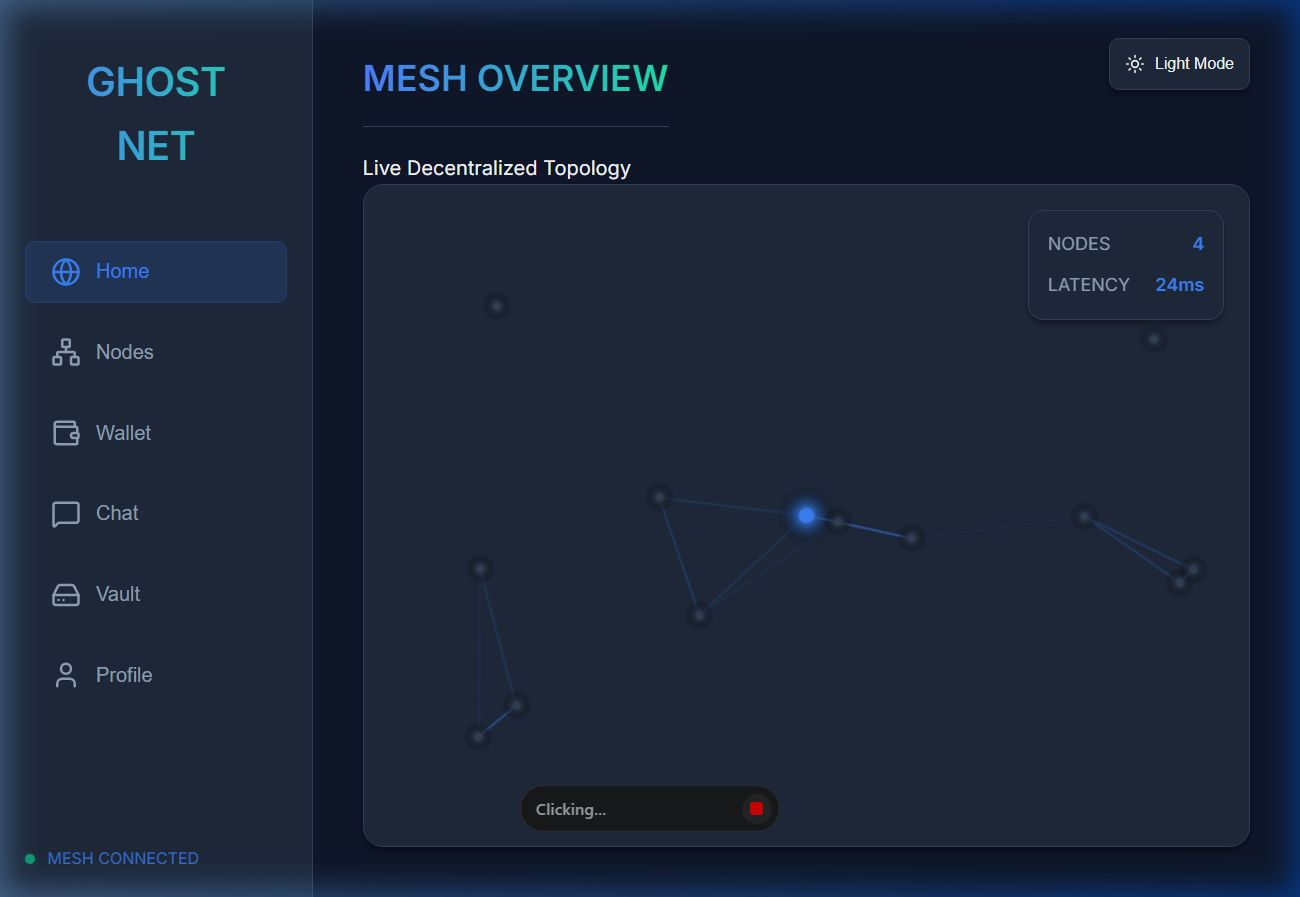 GHOST
NET
Home
Nodes
Wallet
Chat
Vault
Profile
MESH CONNECTED
MESH OVERVIEW
Light Mode
Live Decentralized Topology
NODES 4
LATENCY 24ms
Clicking...